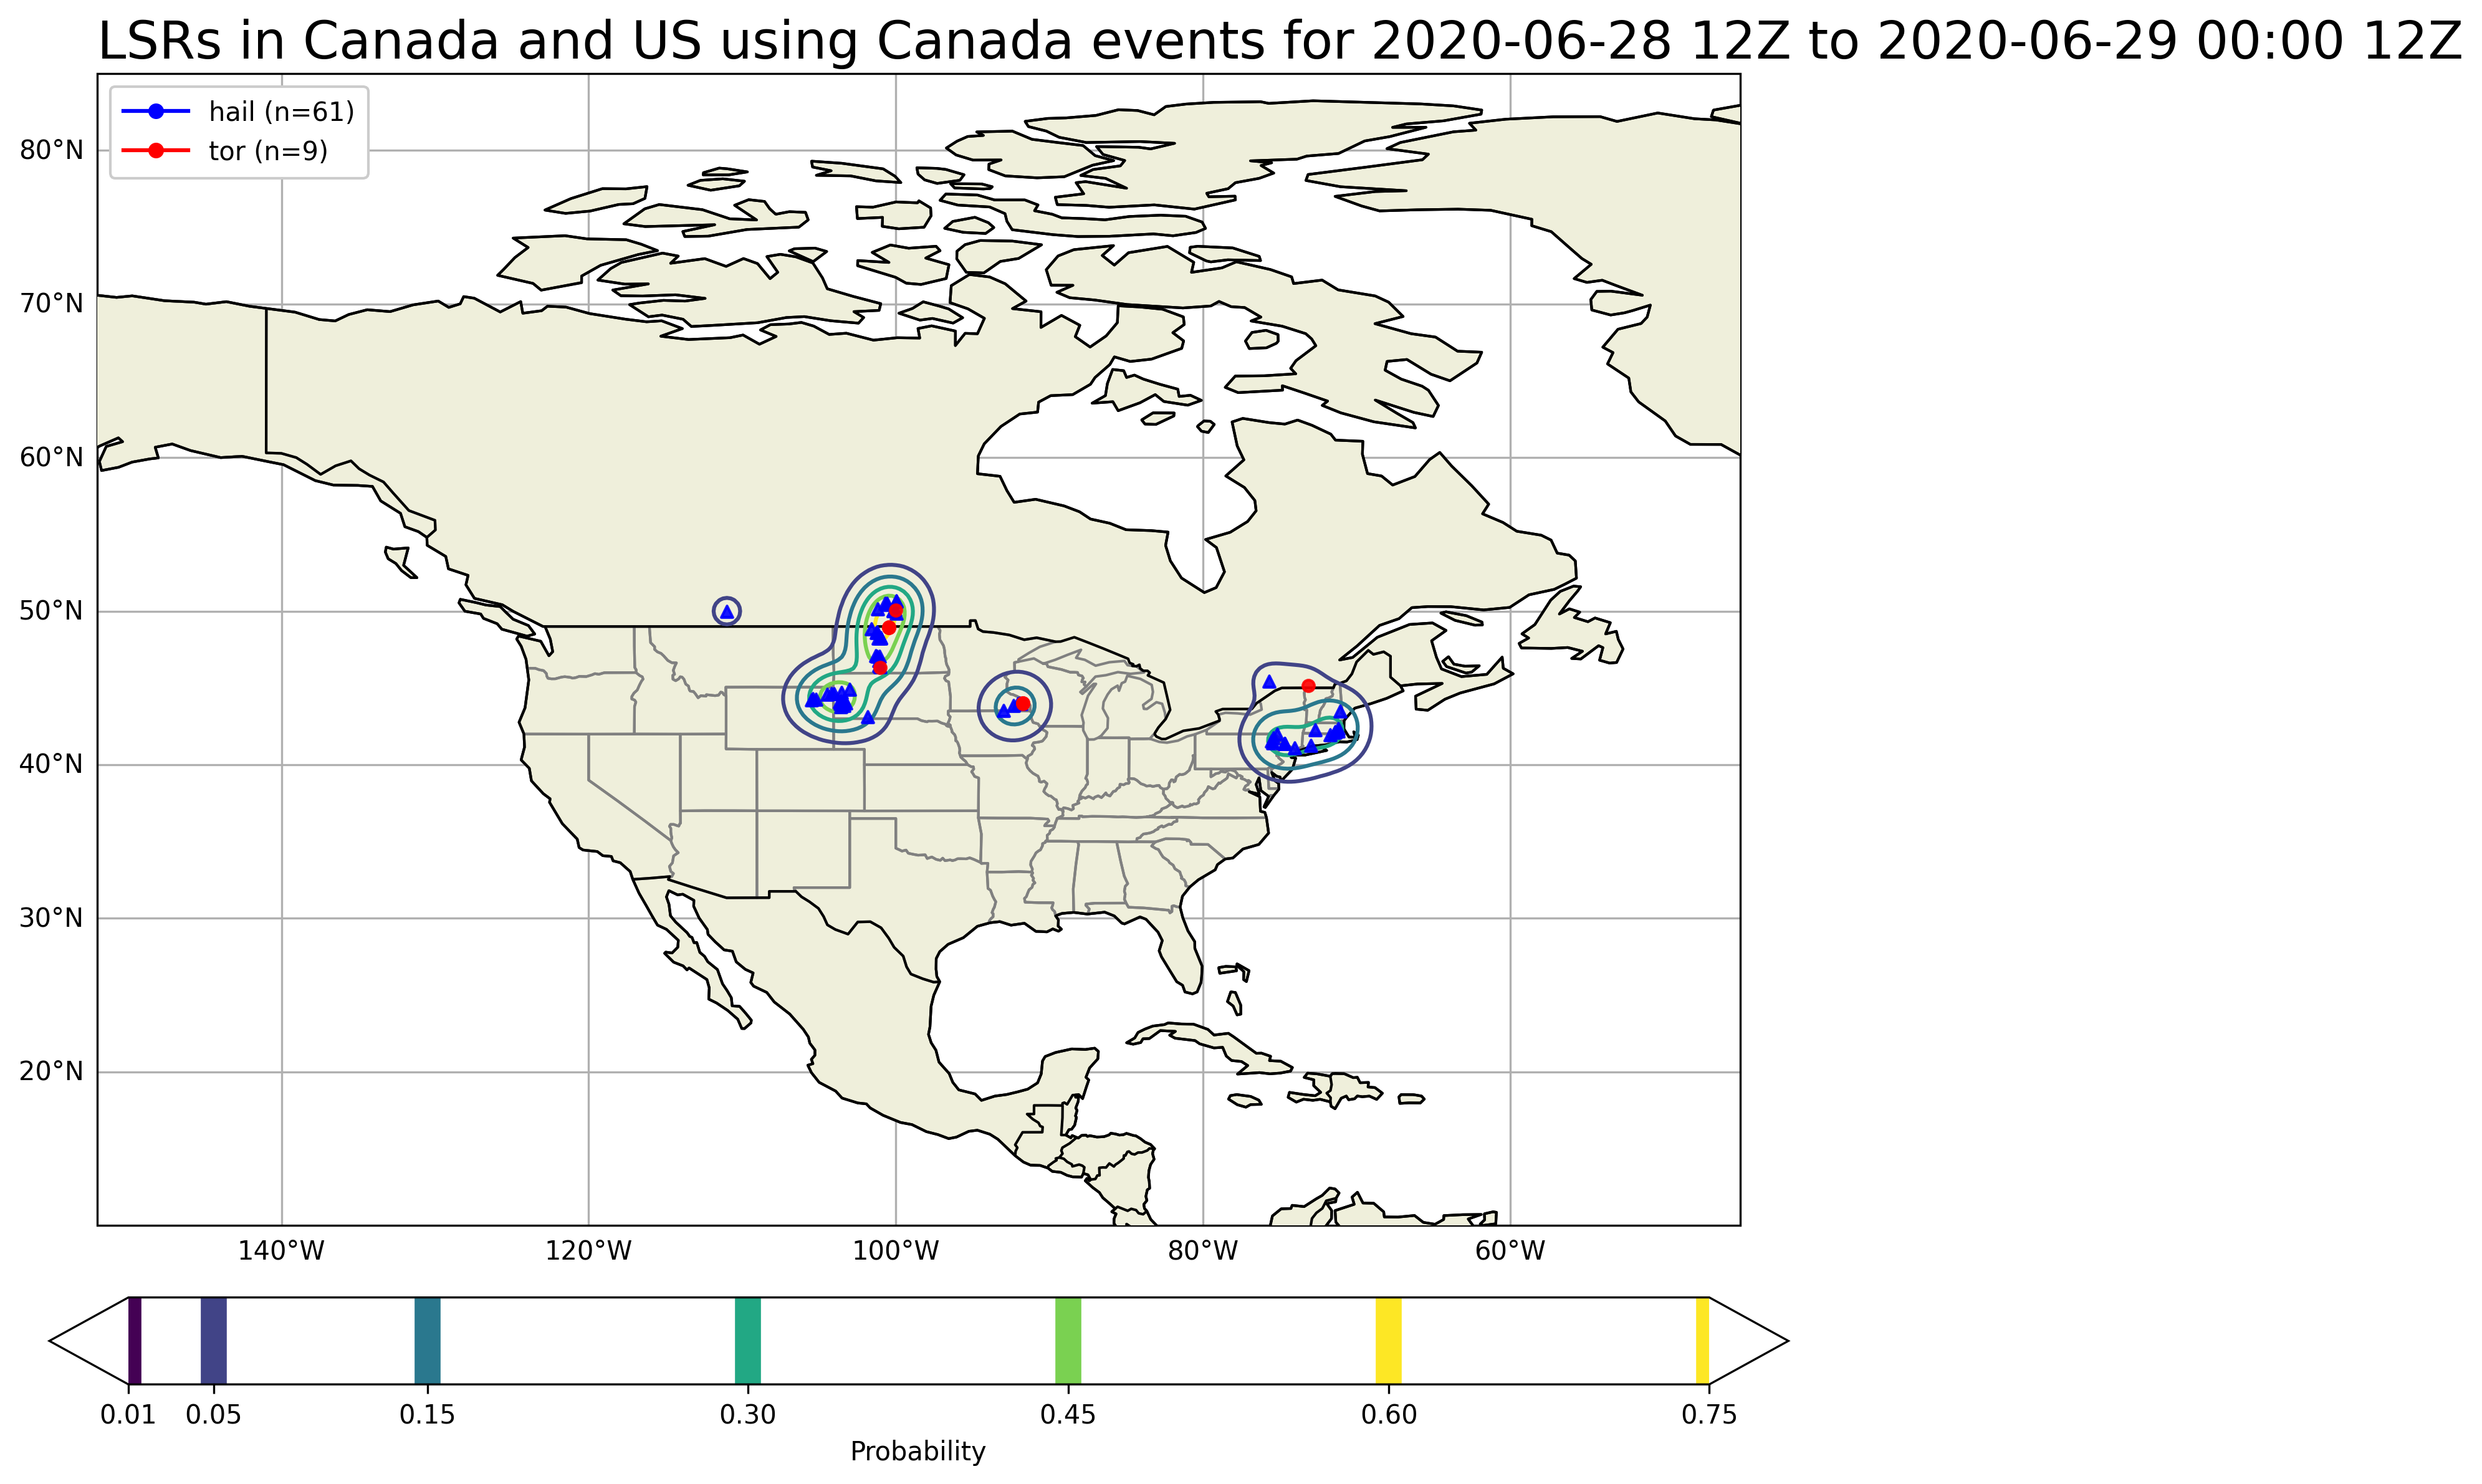 LSRs in Canada and US using Canada events for 2020-06-28 12Z to 2020-06-29 00:00 12Z
hail (n=61)
tor (n=9)
80°N
70°N
60°N
50°N
40°N
30°N
20°N
140°W 120°W 100°W 80°W 60°W
0.01 0.05 0.15 0.30 0.45 0.60 0.75
Probability